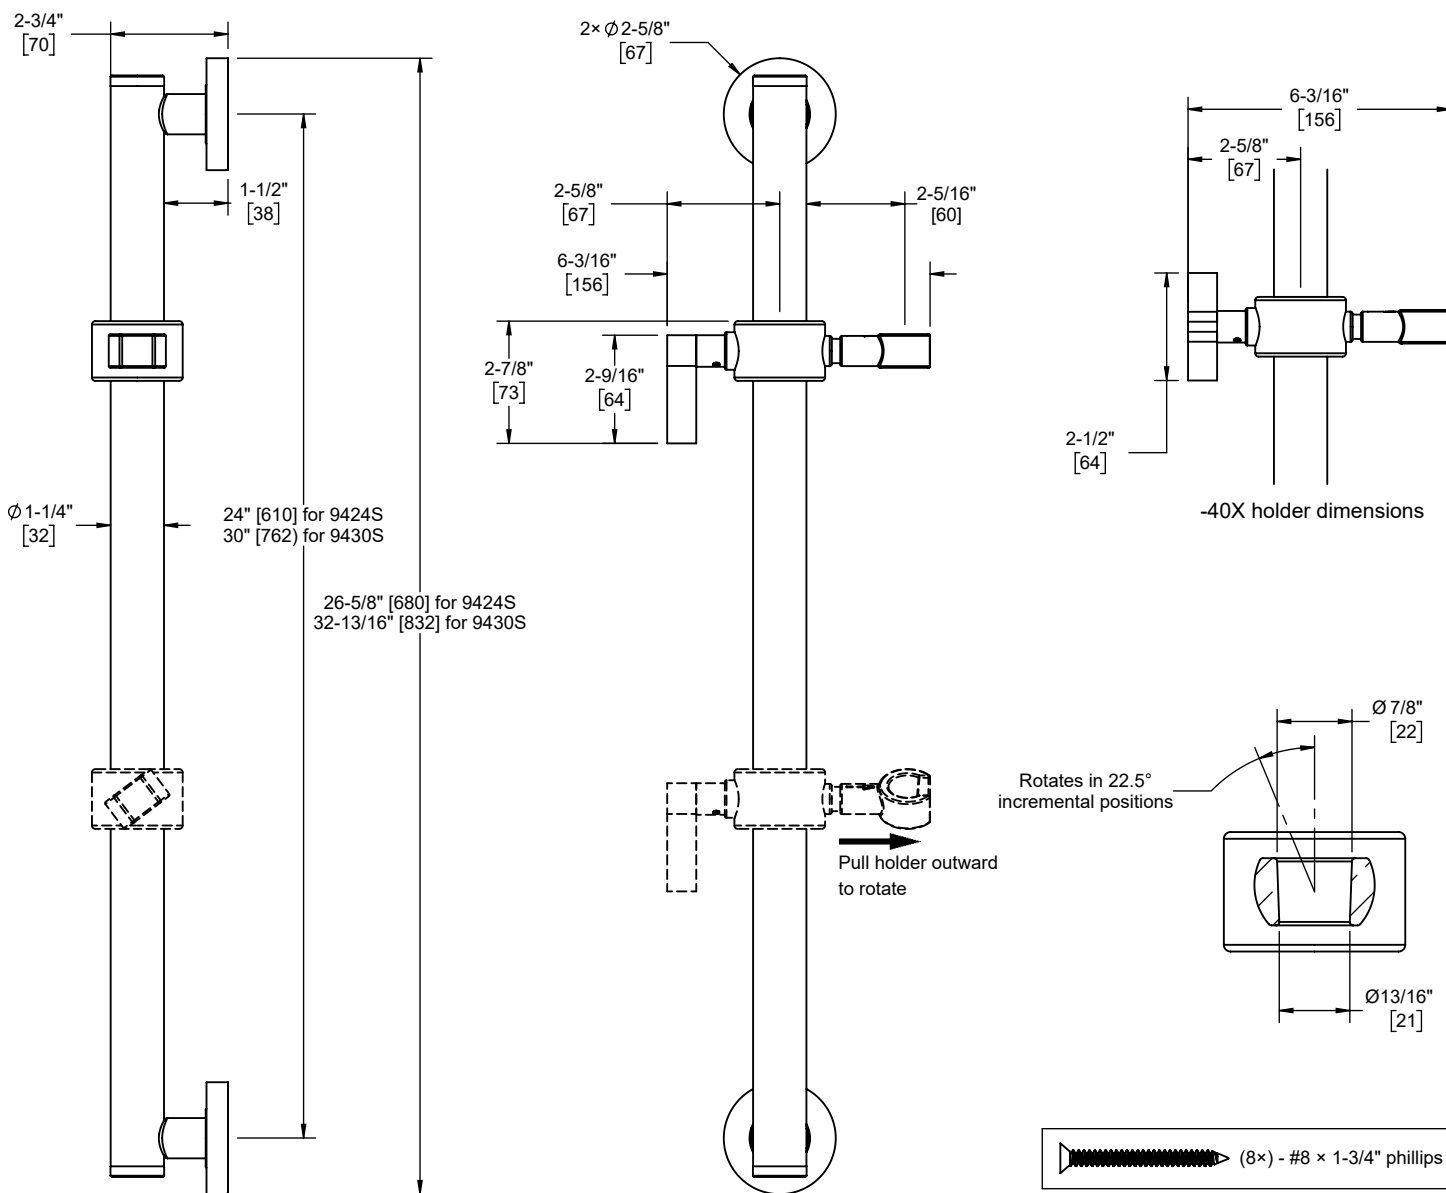 2-3/4"
[70]
1-1/2"
[38]
Ø 1-1/4"
[32]
24" [610] for 9424S
30" [762) for 9430S
26-5/8" [680] for 9424S
32-13/16" [832] for 9430S
2× Ø 2-5/8"
[67]
2-5/8"
[67]
2-5/16"
[60]
6-3/16"
[156]
2-7/8"
[73]
2-9/16"
[64]
Pull holder outward
to rotate
6-3/16"
[156]
2-5/8"
[67]
2-1/2"
[64]
-40X holder dimensions
Ø 7/8"
[22]
Rotates in 22.5°
incremental positions
Ø13/16"
[21]
(8×) - #8 × 1-3/4" phillips